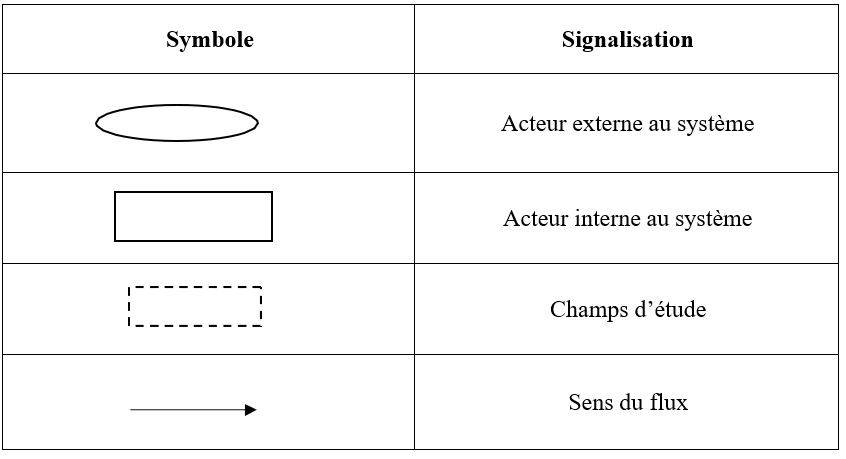 Symbole
Signalisation
Acteur externe au système
Acteur interne au système
Champs d’étude
Sens du flux